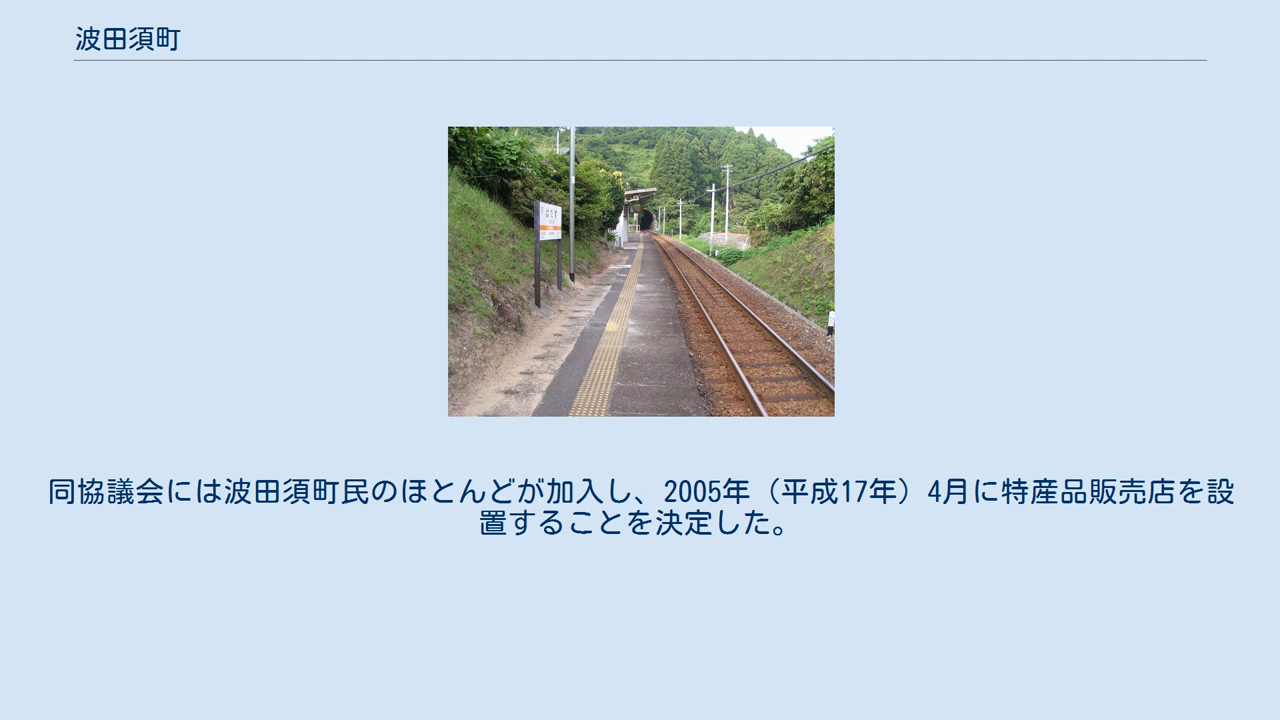 波田須町
同協議会には波田須町民のほとんどが加入し、2005年（平成17年）4月に特産品販売店を設
置することを決定した。